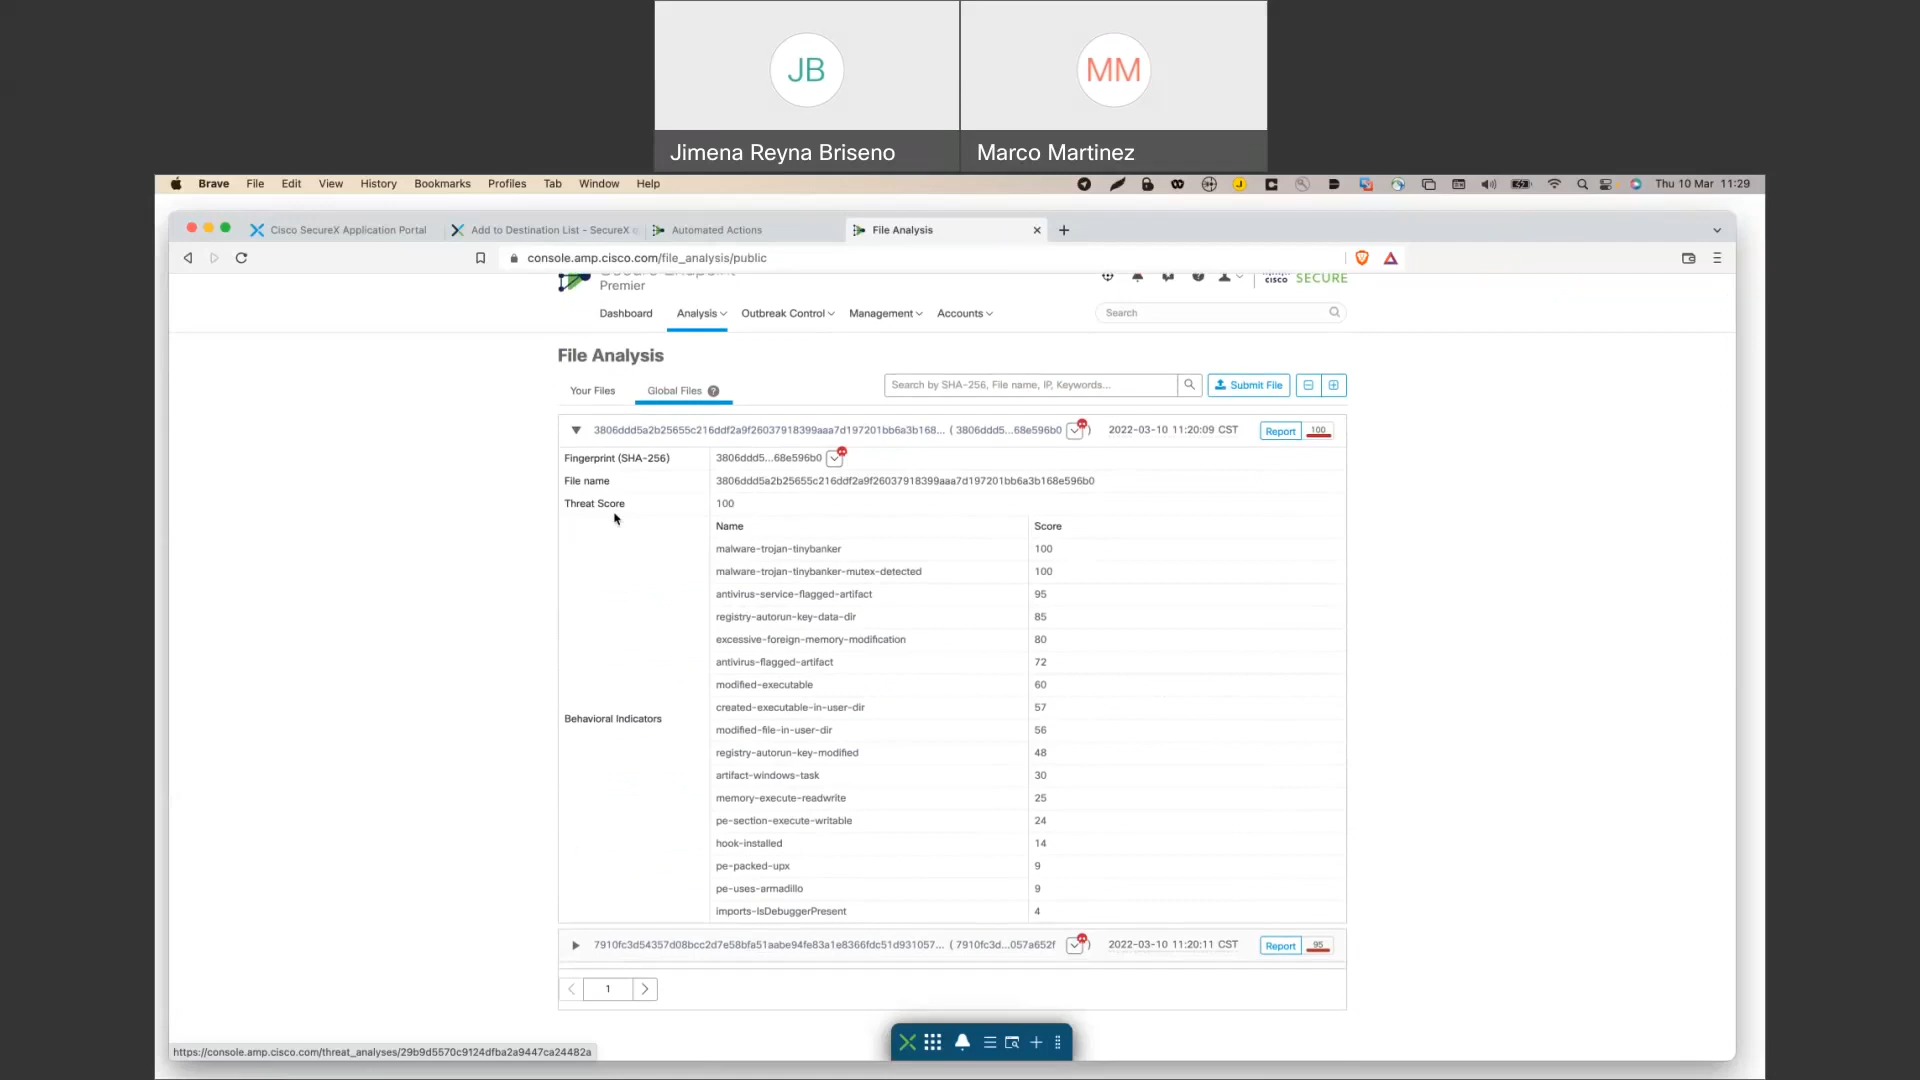 JB
MM
Jimena Reyna Briseno
Marco Martinez
Brave File Edit View History Bookmarks Profiles Tab Window Help
Thu 10 Mar 11:29
Cisco SecureX Application Portal
Add to Destination List - SecureX o
Automated Actions
File Analysis
console.amp.cisco.com/file_analysis/public
Secure Endpoint
Premier
cisco SECURE
Dashboard Analysis Outbreak Control Management Accounts
Search
File Analysis
Your Files
Global Files ?
Search by SHA-256, File name, IP, Keywords...
Submit File
3806ddd5a2b25655c216ddf2a9f26037918399aaa7d197201bb6a3b168... ( 3806ddd5...68e596b0 ) 2022-03-10 11:20:09 CST Report 100
Fingerprint (SHA-256) 3806ddd5...68e596b0
File name 3806ddd5a2b25655c216ddf2a9f26037918399aaa7d197201bb6a3b168e596b0
Threat Score 100
Name Score
malware-trojan-tinybanker 100
malware-trojan-tinybanker-mutex-detected 100
antivirus-service-flagged-artifact 95
registry-autorun-key-data-dir 85
excessive-foreign-memory-modification 80
antivirus-flagged-artifact 72
modified-executable 60
created-executable-in-user-dir 57
Behavioral Indicators
modified-file-in-user-dir 56
registry-autorun-key-modified 48
artifact-windows-task 30
memory-execute-readwrite 25
pe-section-execute-writable 24
hook-installed 14
pe-packed-upx 9
pe-uses-armadillo 9
imports-IsDebuggerPresent 4
7910fc3d54357d08bcc2d7e58bfa51aabe94fe83a1e8366fdc51d931057... ( 7910fc3d...057a652f ) 2022-03-10 11:20:11 CST Report 95
1
https://console.amp.cisco.com/threat_analyses/29b9d5570c9124dfba2a9447ca24482a